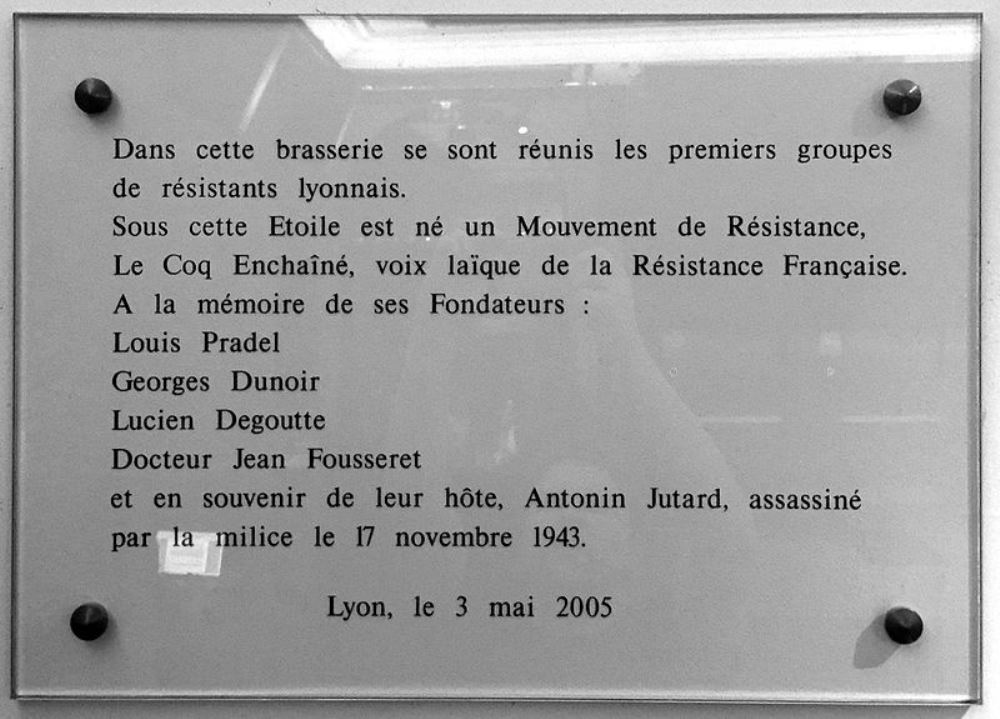 Dans cette brasserie se sont réunis les premiers groupes
de résistants lyonnais.
Sous cette Etoile est né un Mouvement de Résistance,
Le Coq Enchaîné, voix laïque de la Résistance Française.
A la mémoire de ses Fondateurs :
Louis Pradel
Georges Dunoir
Lucien Degoutte
Docteur Jean Fousseret
et en souvenir de leur hôte, Antonin Jutard, assassiné
par la milice le 17 novembre 1943.
Lyon, le 3 mai 2005